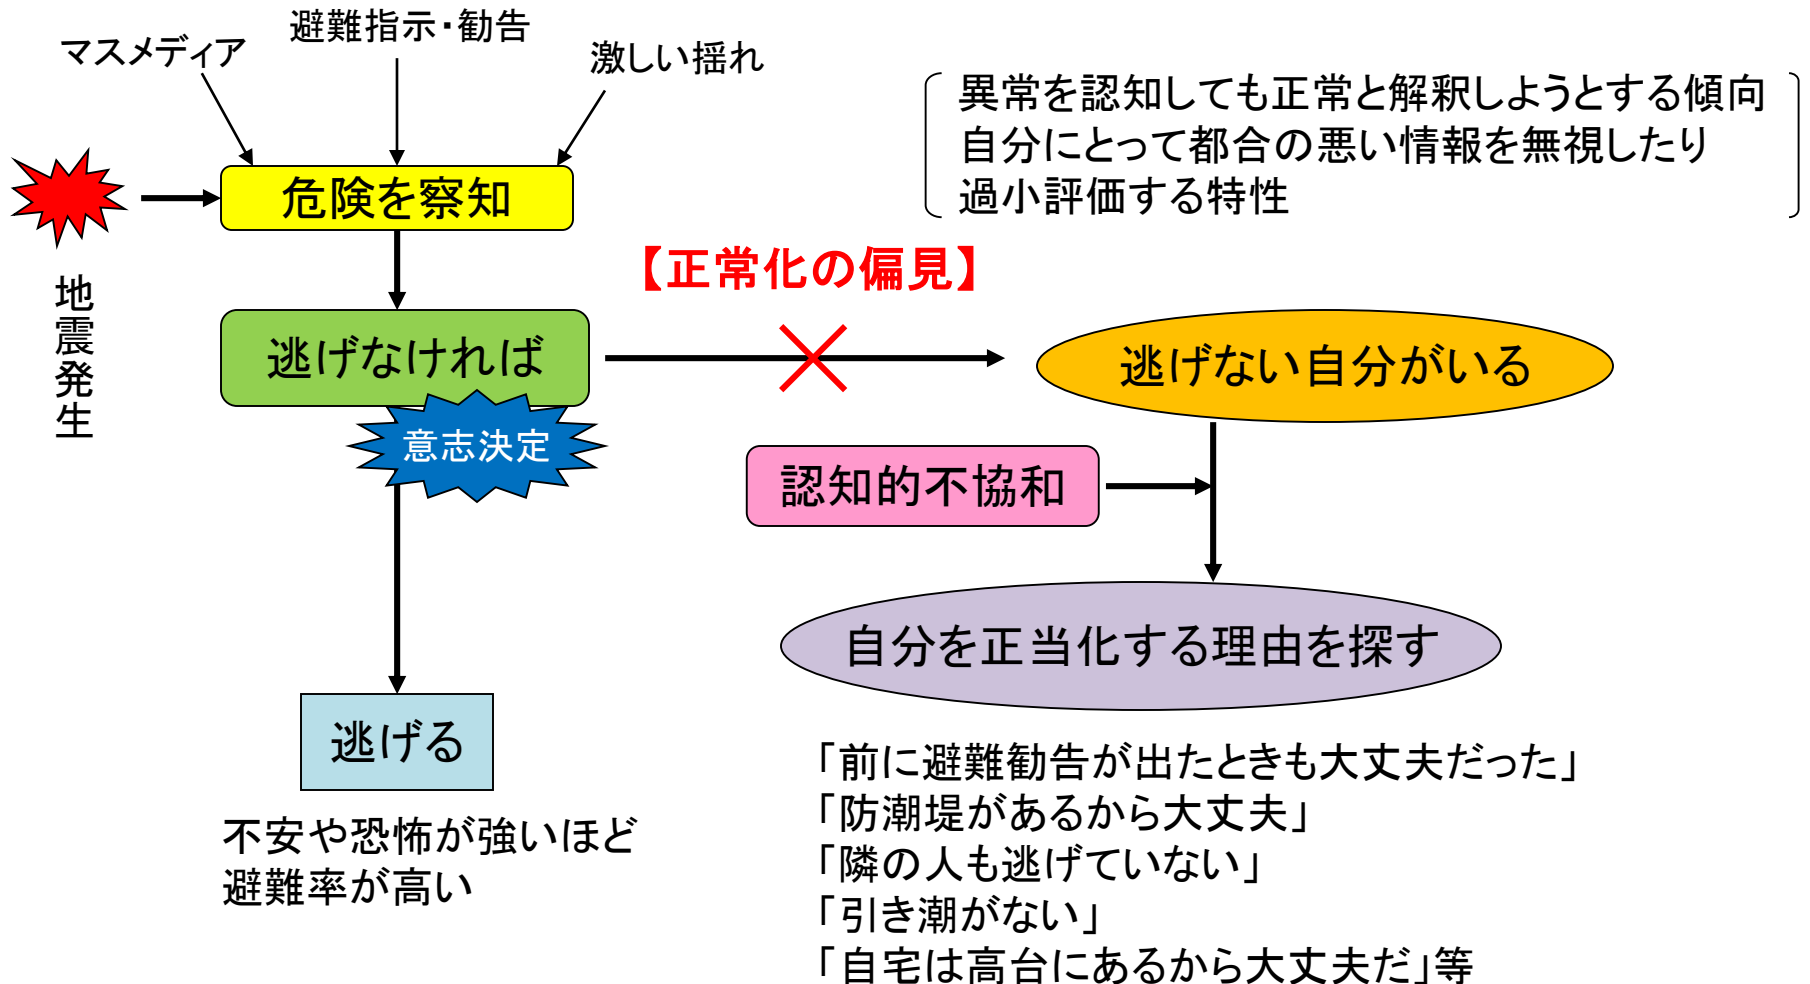 避難指示・勧告
マスメディア
激しい揺れ
異常を認知しても正常と解釈しようとする傾向
自分にとって都合の悪い情報を無視したり
過小評価する特性
危険を察知
【正常化の偏見】
地震発生
逃げなければ
逃げない自分がいる
意志決定
認知的不協和
自分を正当化する理由を探す
逃げる
不安や恐怖が強いほど
避難率が高い
「前に避難勧告が出たときも大丈夫だった」
「防潮堤があるから大丈夫」
「隣の人も逃げていない」
「引き潮がない」
「自宅は高台にあるから大丈夫だ」等